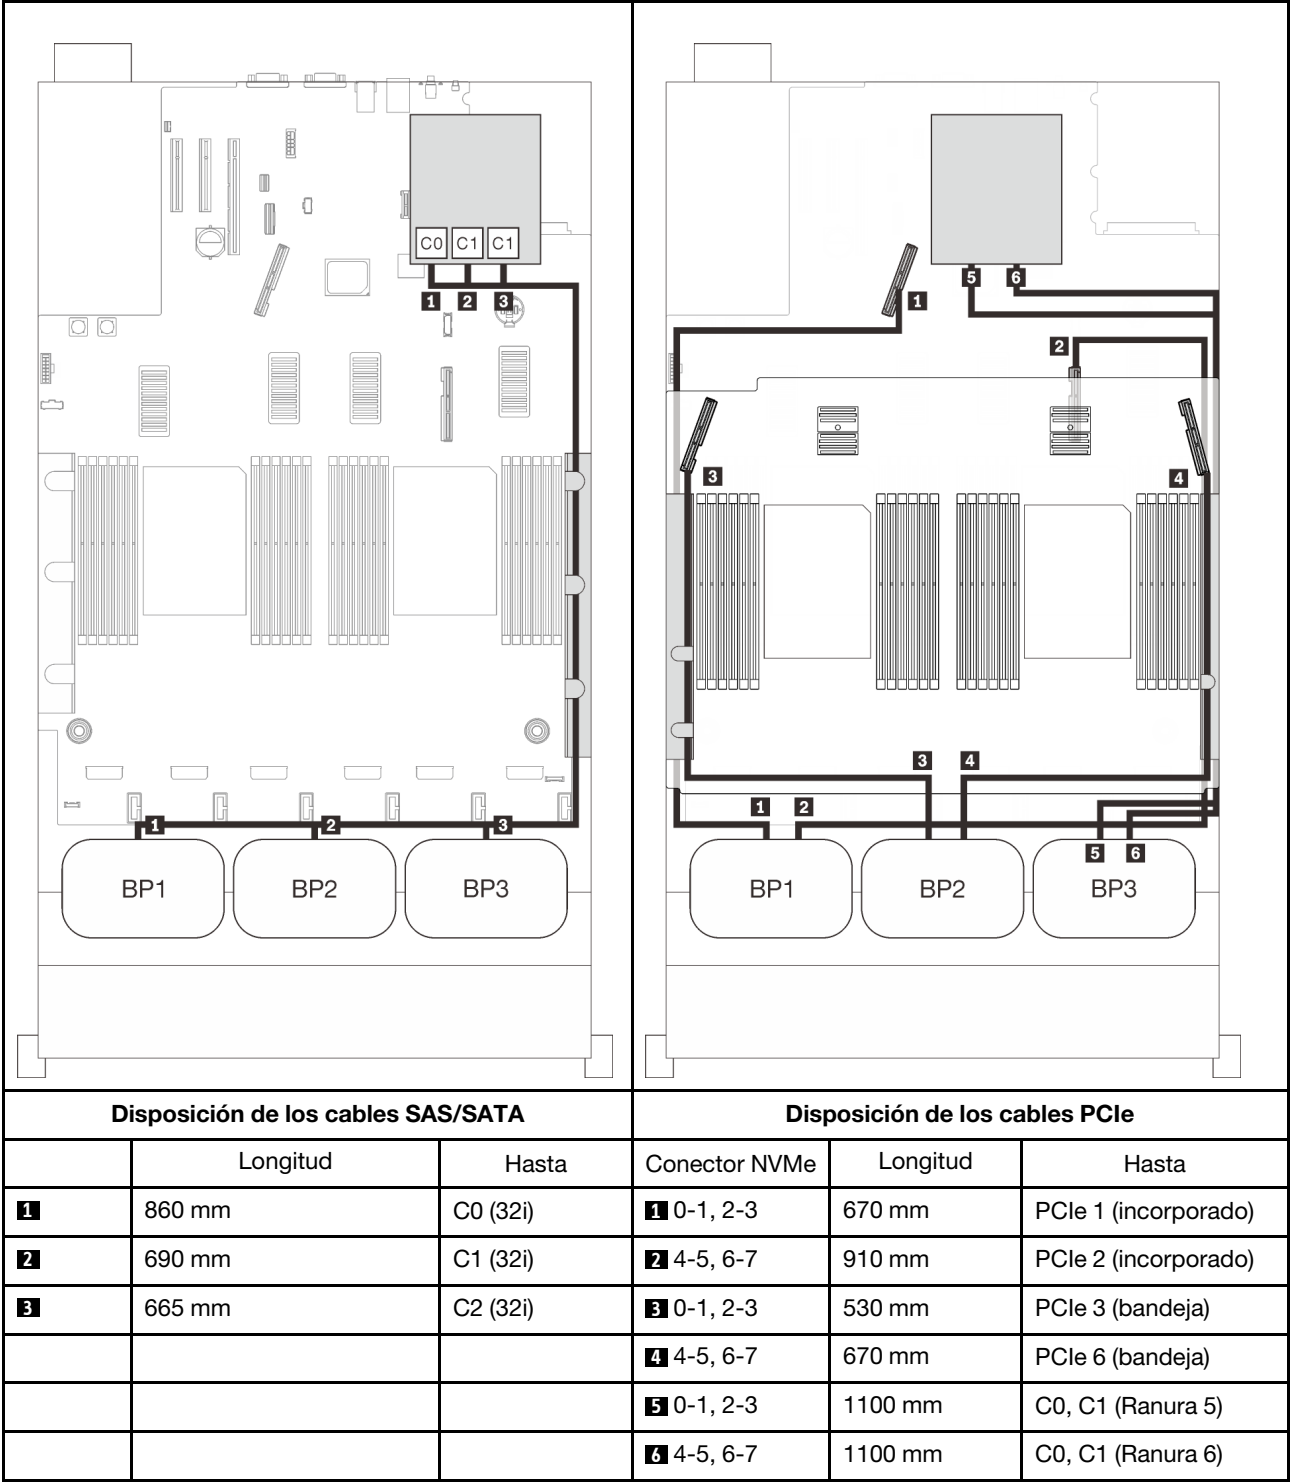 C0 C1 C1
1 2 3
1 2 3
BP1 BP2 BP3
5 6
1
2
3 4
3 4
1 2
5 6
BP1 BP2 BP3
Disposición de los cables SAS/SATA
Disposición de los cables PCIe
Longitud Hasta Conector NVMe Longitud Hasta
1 860 mm C0 (32i) 1 0-1, 2-3 670 mm PCIe 1 (incorporado)
2 690 mm C1 (32i) 2 4-5, 6-7 910 mm PCIe 2 (incorporado)
3 665 mm C2 (32i) 3 0-1, 2-3 530 mm PCIe 3 (bandeja)
4 4-5, 6-7 670 mm PCIe 6 (bandeja)
5 0-1, 2-3 1100 mm C0, C1 (Ranura 5)
6 4-5, 6-7 1100 mm C0, C1 (Ranura 6)